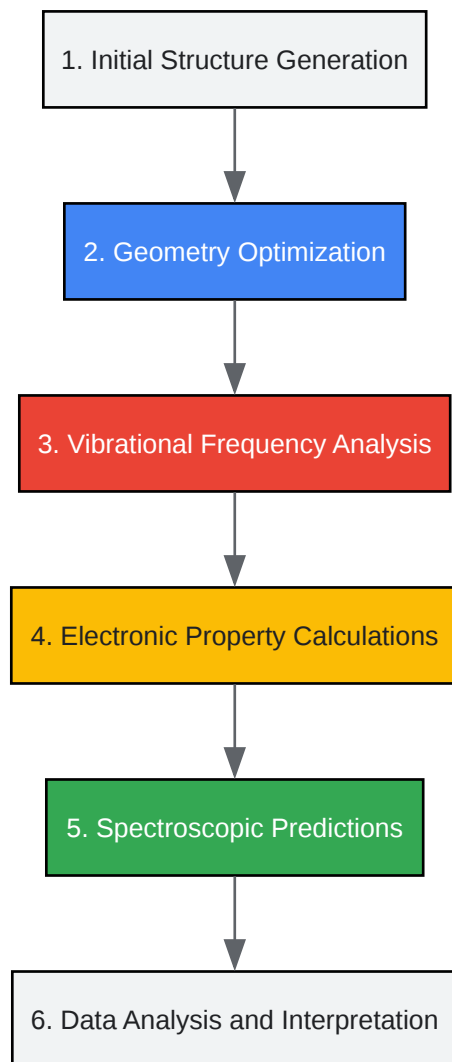 1. Initial Structure Generation
2. Geometry Optimization
3. Vibrational Frequency Analysis
4. Electronic Property Calculations
5. Spectroscopic Predictions
6. Data Analysis and Interpretation